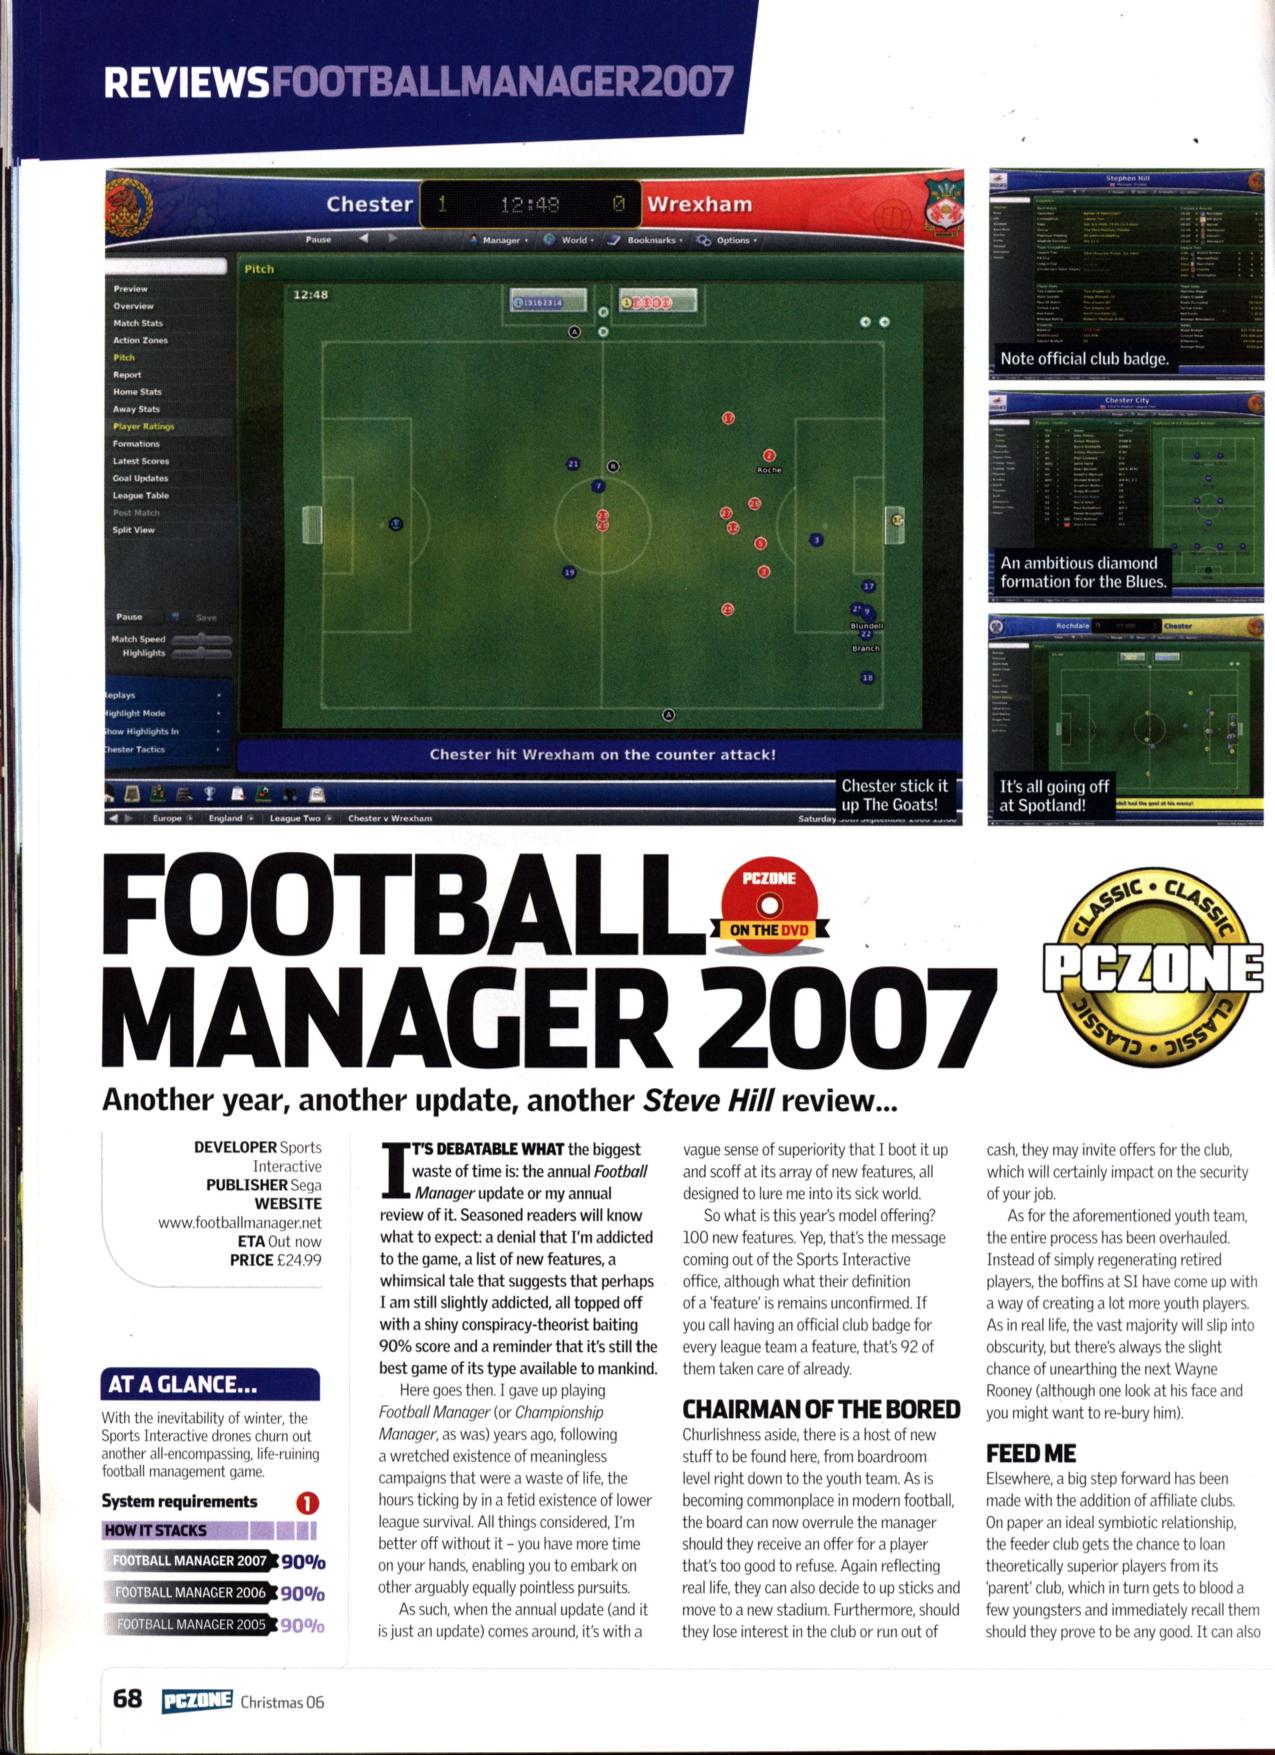 REVIEWSFOOTBALLMANAGER2007
Chester 1 12:48 0 Wrexham
Pause
Manager
World
Bookmarks
Options
Pitch
Preview
Overview
Match Stats
Action Zones
Pitch
Report
Home Stats
Away Stats
Player Ratings
Formations
Latest Scores
Goal Updates
League Table
Post Match
Split View
Pause
Save
Match Speed
Highlights
eplays
ighlight Mode
how Highlights In
hester Tactics
12:48
Roche
Blundell
Branch
Chester hit Wrexham on the counter attack!
Chester stick it
up The Goats!
Europe
England
League Two
Chester v Wrexham
Saturday
Stephen Hill
Note official club badge.
Chester City
An ambitious diamond
formation for the Blues.
Rochdale
Chester
It's all going off
at Spotland!
FOOTBALL
MANAGER 2007
PCZONE
ON THE DVD
CLASSIC • CLASSIC
PCZONE
CLASSIC • CLASSIC
Another year, another update, another Steve Hill review...
DEVELOPER Sports
Interactive
PUBLISHER Sega
WEBSITE
www.footballmanager.net
ETA Out now
PRICE £24.99
AT A GLANCE...
With the inevitability of winter, the
Sports Interactive drones churn out
another all-encompassing, life-ruining
football management game.
System requirements 1
HOW IT STACKS
FOOTBALL MANAGER 2007 90%
FOOTBALL MANAGER 2006 90%
FOOTBALL MANAGER 2005 90%
IT'S DEBATABLE WHAT the biggest
waste of time is: the annual Football
Manager update or my annual
review of it. Seasoned readers will know
what to expect: a denial that I'm addicted
to the game, a list of new features, a
whimsical tale that suggests that perhaps
I am still slightly addicted, all topped off
with a shiny conspiracy-theorist baiting
90% score and a reminder that it's still the
best game of its type available to mankind.
Here goes then. I gave up playing
Football Manager (or Championship
Manager, as was) years ago, following
a wretched existence of meaningless
campaigns that were a waste of life, the
hours ticking by in a fetid existence of lower
league survival. All things considered, I'm
better off without it – you have more time
on your hands, enabling you to embark on
other arguably equally pointless pursuits.
As such, when the annual update (and it
is just an update) comes around, it's with a
vague sense of superiority that I boot it up
and scoff at its array of new features, all
designed to lure me into its sick world.
So what is this year's model offering?
100 new features. Yep, that's the message
coming out of the Sports Interactive
office, although what their definition
of a 'feature' is remains unconfirmed. If
you call having an official club badge for
every league team a feature, that's 92 of
them taken care of already.
CHAIRMAN OF THE BORED
Churlishness aside, there is a host of new
stuff to be found here, from boardroom
level right down to the youth team. As is
becoming commonplace in modern football,
the board can now overrule the manager
should they receive an offer for a player
that's too good to refuse. Again reflecting
real life, they can also decide to up sticks and
move to a new stadium. Furthermore, should
they lose interest in the club or run out of
cash, they may invite offers for the club,
which will certainly impact on the security
of your job.
As for the aforementioned youth team,
the entire process has been overhauled.
Instead of simply regenerating retired
players, the boffins at SI have come up with
a way of creating a lot more youth players.
As in real life, the vast majority will slip into
obscurity, but there's always the slight
chance of unearthing the next Wayne
Rooney (although one look at his face and
you might want to re-bury him).
FEED ME
Elsewhere, a big step forward has been
made with the addition of affiliate clubs.
On paper an ideal symbiotic relationship,
the feeder club gets the chance to loan
theoretically superior players from its
'parent' club, which in turn gets to blood a
few youngsters and immediately recall them
should they prove to be any good. It can also
68 PCZONE Christmas 06